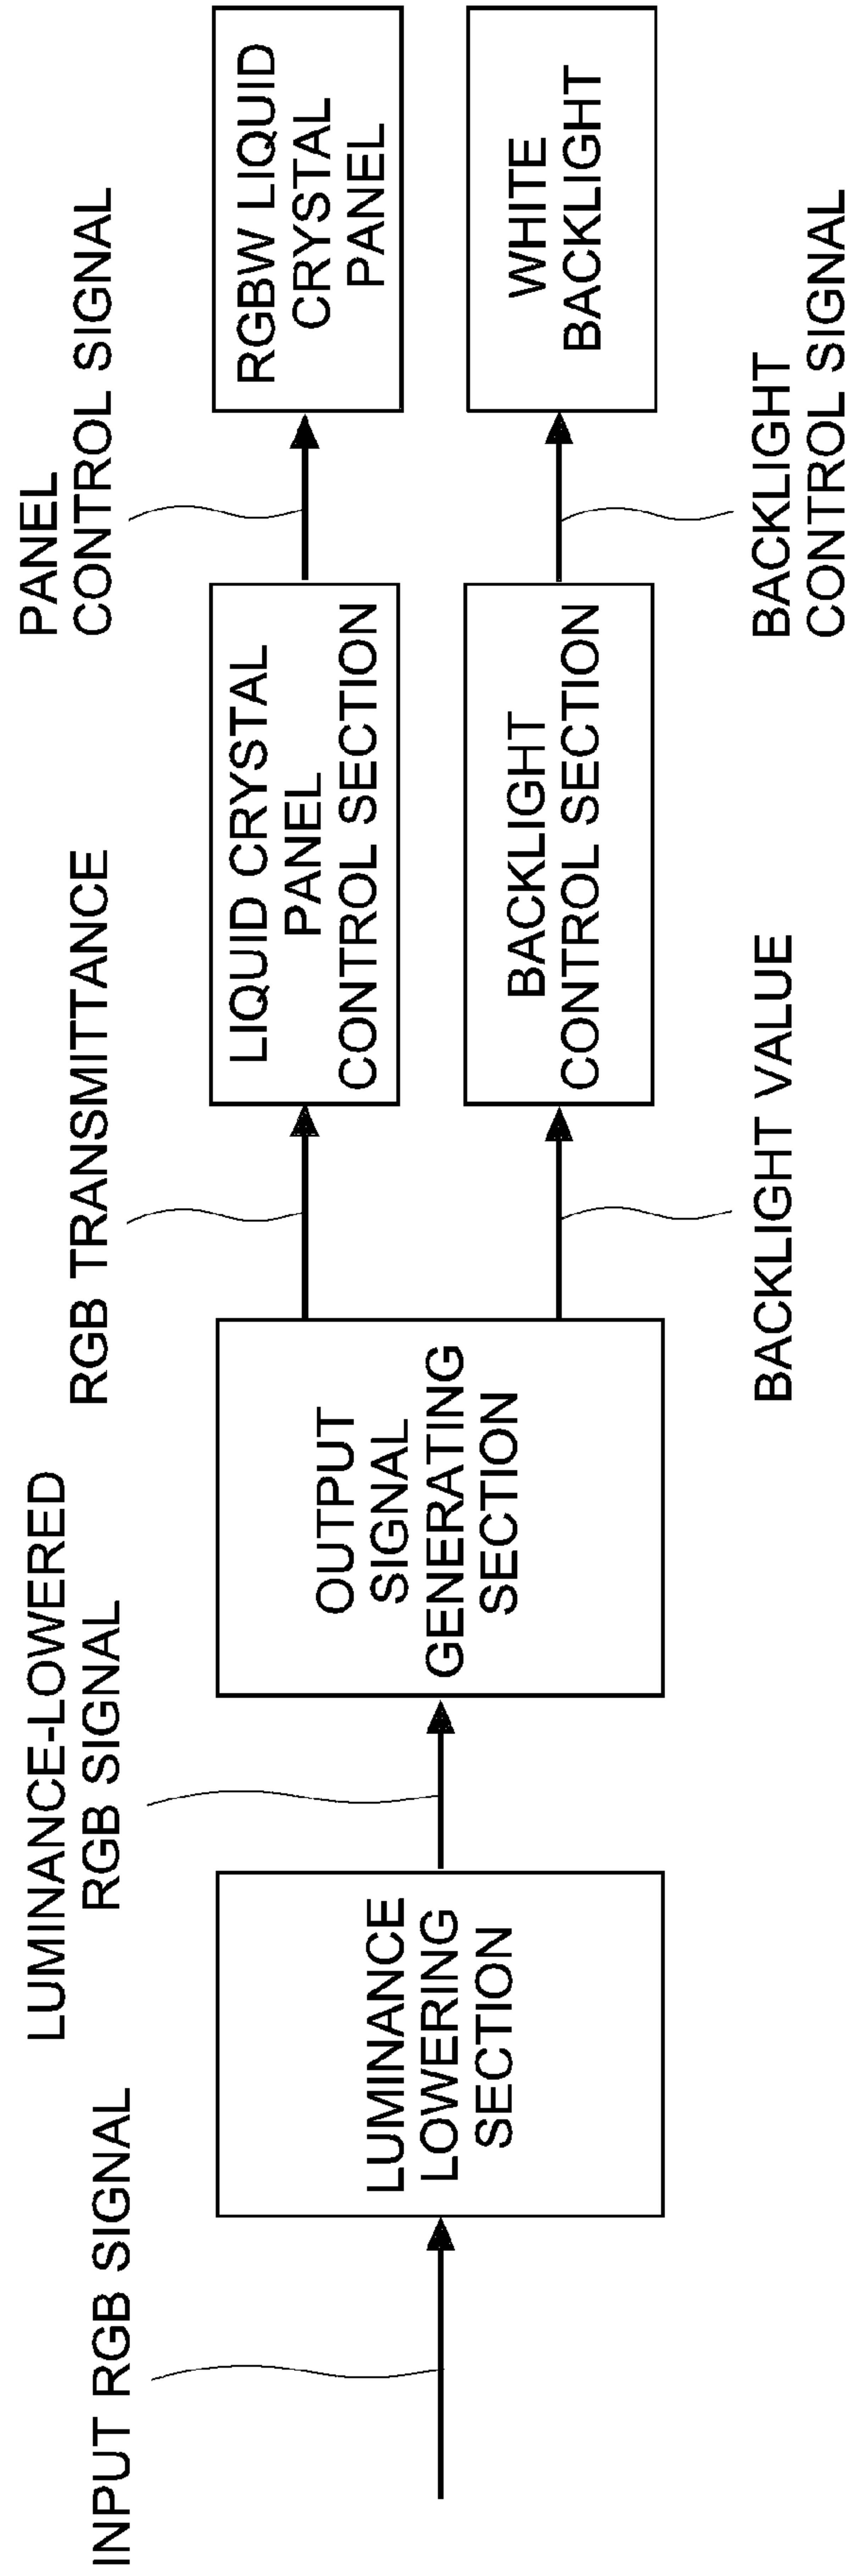 INPUT RGB SIGNAL
LUMINANCE
LOWERING
SECTION
LUMINANCE-LOWERED
RGB SIGNAL
OUTPUT
SIGNAL
GENERATING
SECTION
RGB TRANSMITTANCE
LIQUID CRYSTAL
PANEL
CONTROL SECTION
PANEL
CONTROL SIGNAL
RGBW LIQUID
CRYSTAL
PANEL
BACKLIGHT VALUE
BACKLIGHT
CONTROL SECTION
BACKLIGHT
CONTROL SIGNAL
WHITE
BACKLIGHT